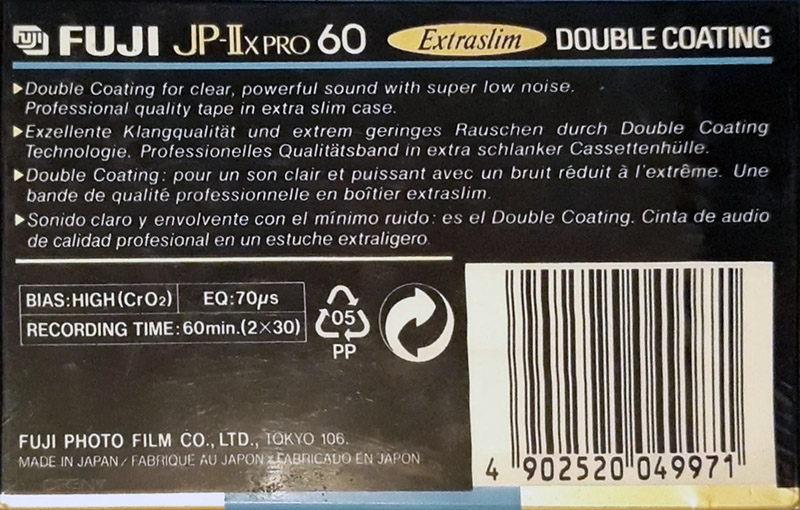 FUJI FUJI JP-IIx PRO 60 Extraslim DOUBLE COATING
▶Double Coating for clear, powerful sound with super low noise.
Professional quality tape in extra slim case.
▶Exzellente Klangqualität und extrem geringes Rauschen durch Double Coating
Technologie. Professionelles Qualitätsband in extra schlanker Cassettenhülle.
▶Double Coating: pour un son clair et puissant avec un bruit réduit à l'extrême. Une
bande de qualité professionnelle en boîtier extraslim.
▶Sonido claro y envolvente con el mínimo ruido: es el Double Coating. Cinta de audio
de calidad profesional en un estuche extraligero.
BIAS:HIGH(CrO2) EQ:70μs
RECORDING TIME:60min.(2×30)
05
PP
FUJI PHOTO FILM CO., LTD., TOKYO 106.
MADE IN JAPAN / FABRIQUE AU JAPON / FABRICADO EN JAPON
4 902520 049971